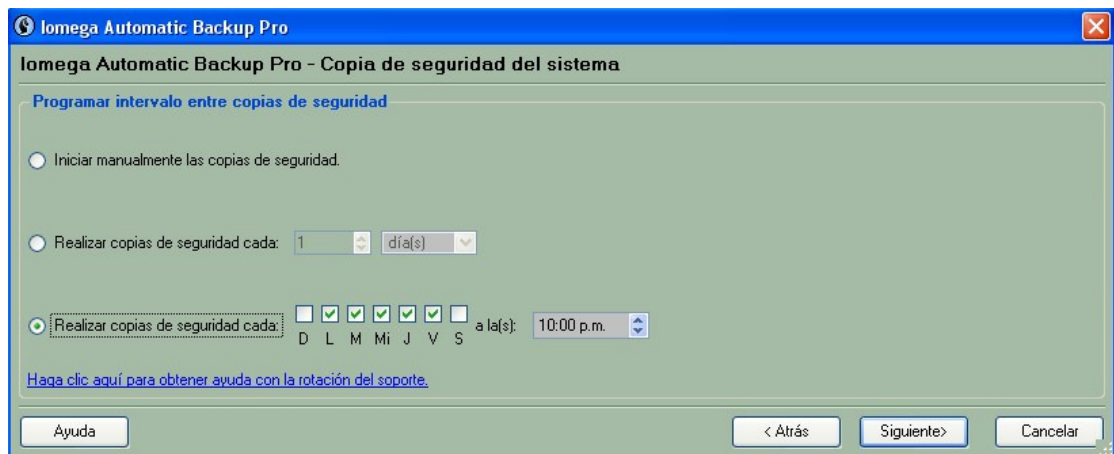 Iomega Automatic Backup Pro
Iomega Automatic Backup Pro - Copia de seguridad del sistema
Programar intervalo entre copias de seguridad
Iniciar manualmente las copias de seguridad.
Realizar copias de seguridad cada: 1 día(s)
Realizar copias de seguridad cada: a la(s): 10:00 p.m.
D L M Mi J V S
Haga clic aquí para obtener ayuda con la rotación del soporte.
Ayuda < Atrás Siguiente> Cancelar